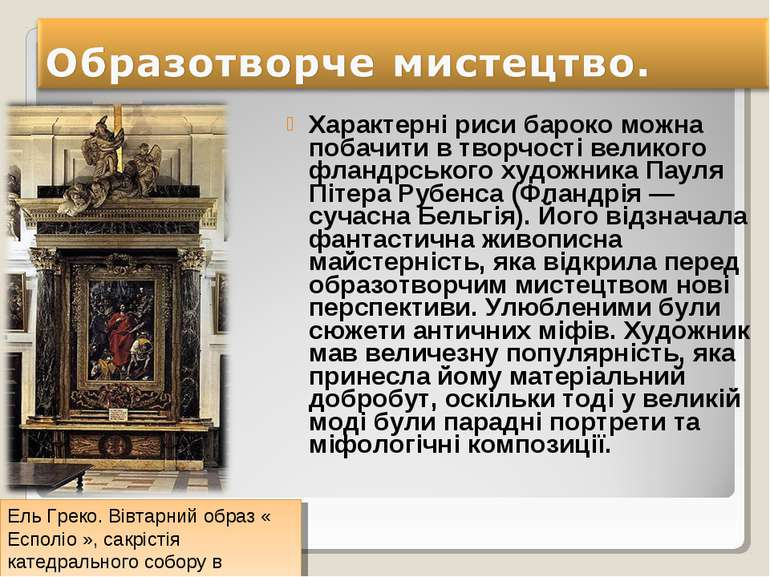 Образотворче мистецтво.
Характерні риси бароко можна
побачити в творчості великого
фландрського художника Пауля
Пітера Рубенса (Фландрія —
сучасна Бельгія). Його відзначала
фантастична живописна
майстерність, яка відкрила перед
образотворчим мистецтвом нові
перспективи. Улюбленими були
сюжети античних міфів. Художник
мав величезну популярність, яка
принесла йому матеріальний
добробут, оскільки тоді у великій
моді були парадні портрети та
міфологічні композиції.
Ель Греко. Вівтарний образ «
Есполіо », сакрістія
катедрального собору в